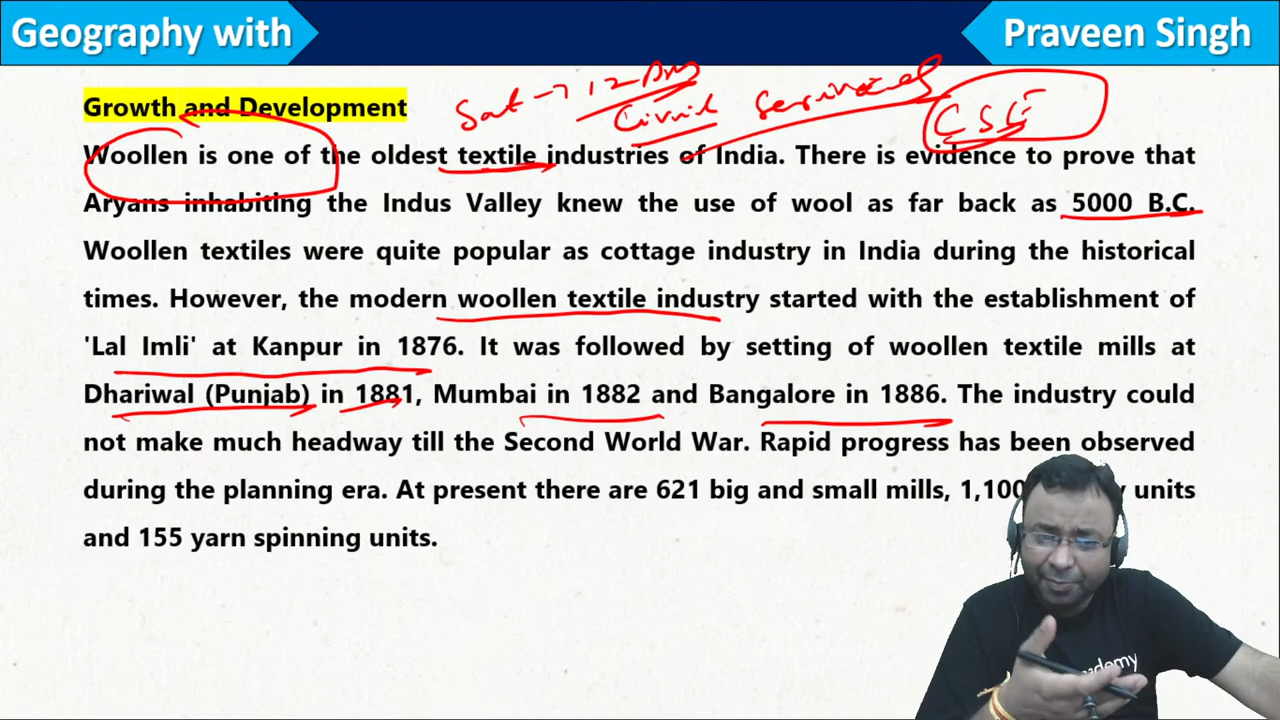 Geography with
Praveen Singh
Growth and Development
Sat → 12
Civil Services
CSE
Woollen is one of the oldest textile industries of India. There is evidence to prove that
Aryans inhabiting the Indus Valley knew the use of wool as far back as 5000 B.C.
Woollen textiles were quite popular as cottage industry in India during the historical
times. However, the modern woollen textile industry started with the establishment of
'Lal Imli' at Kanpur in 1876. It was followed by setting of woollen textile mills at
Dhariwal (Punjab) in 1881, Mumbai in 1882 and Bangalore in 1886. The industry could
not make much headway till the Second World War. Rapid progress has been observed
during the planning era. At present there are 621 big and small mills, units
and 155 yarn spinning units.